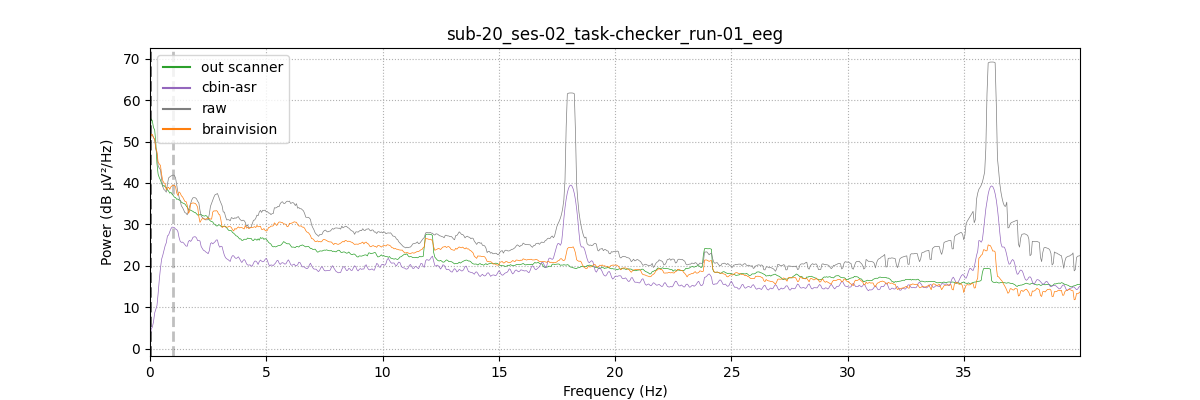 sub-20_ses-02_task-checker_run-01_eeg
Power (dB µV²/Hz)
70
60
50
40
30
20
10
0
out scanner
cbin-asr
raw
brainvision
0 5 10 15 20 25 30 35
Frequency (Hz)